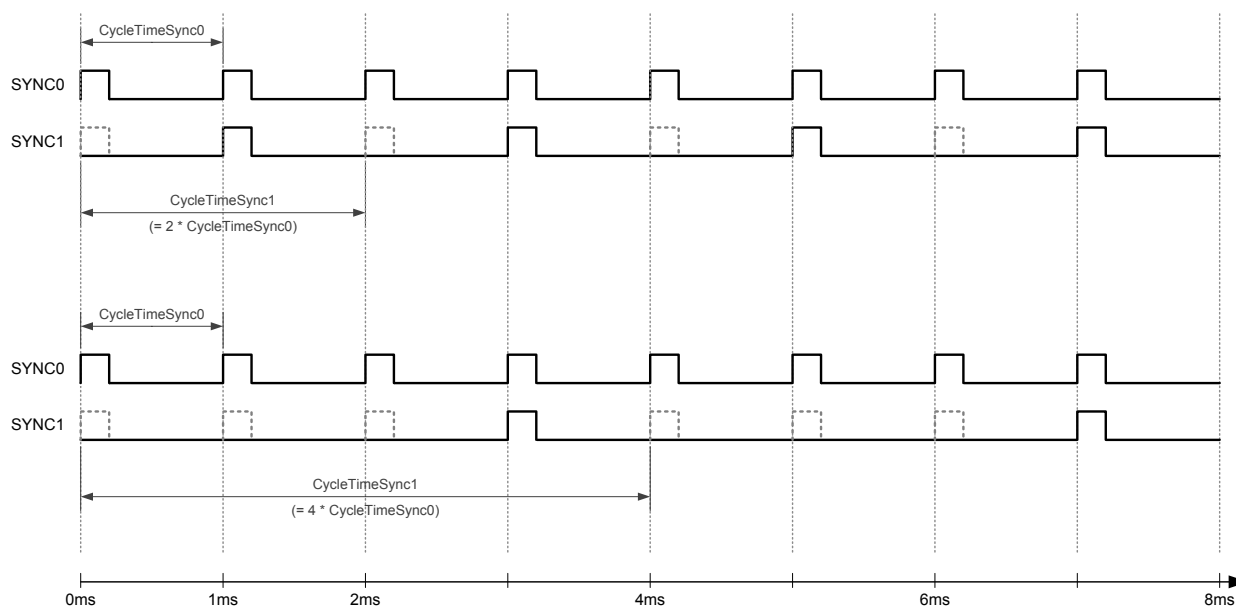 CycleTimeSync0
SYNC0
SYNC1
CycleTimeSync1
(= 2 * CycleTimeSync0)
CycleTimeSync0
SYNC0
SYNC1
CycleTimeSync1
(= 4 * CycleTimeSync0)
0ms 1ms 2ms 4ms 6ms 8ms